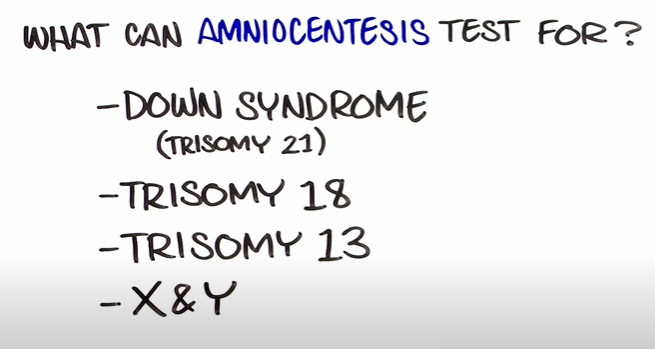 WHAT CAN AMNIOCENTESIS TEST FOR?
-DOWN SYNDROME
(TRISOMY 21)
-TRISOMY 18
-TRISOMY 13
-X&Y